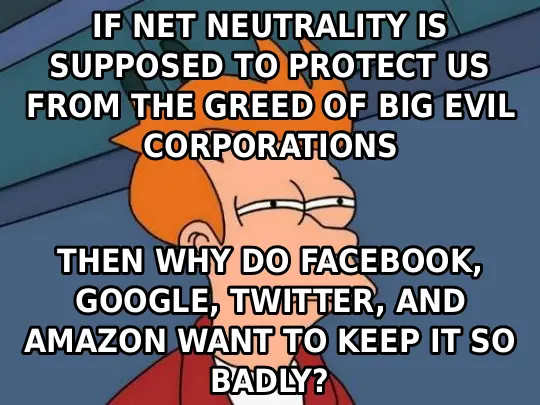 IF NET NEUTRALITY IS
SUPPOSED TO PROTECT US
FROM THE GREED OF BIG EVIL
CORPORATIONS
THEN WHY DO FACEBOOK,
GOOGLE, TWITTER, AND
AMAZON WANT TO KEEP IT SO
BADLY?